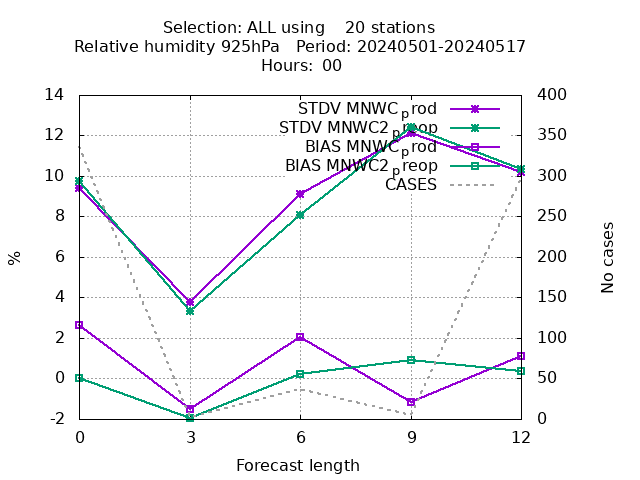 Selection: ALL using    20 stations
Relative humidity 925hPa   Period: 20240501-20240517
Hours: 00
STDV MNWC_prod
STDV MNWC2_preop
BIAS MNWC_prod
BIAS MNWC2_preop
CASES
14
12
10
8
6
4
2
0
-2
%
400
350
300
250
200
150
100
50
0
No cases
0 3 6 9 12
Forecast length